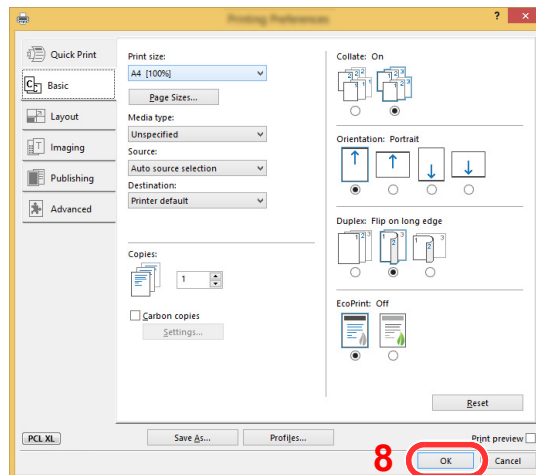 Printing Preferences
? ×
Quick Print
Basic
Layout
Imaging
Publishing
Advanced
Print size:
A4 [100%]
Page Sizes...
Media type:
Unspecified
Source:
Auto source selection
Destination:
Printer default
Copies:
1
Carbon copies
Settings...
Collate: On
Orientation: Portrait
Duplex: Flip on long edge
EcoPrint: Off
Reset
PCL XL
Save As...
Profiles...
Print preview
8
OK
Cancel